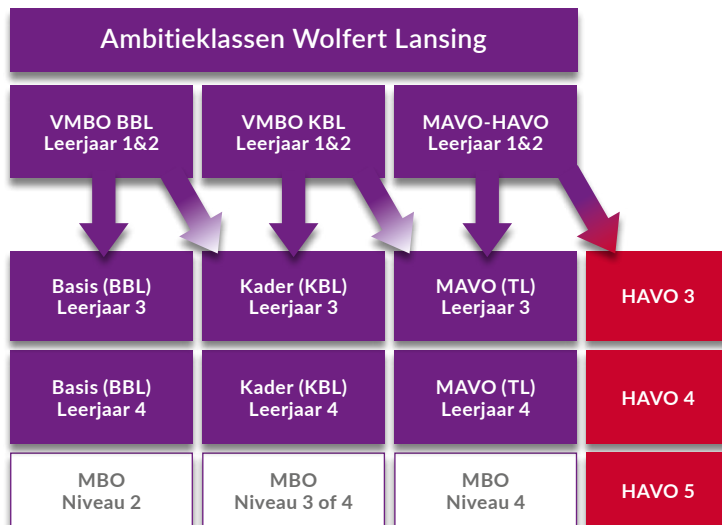 Ambitieklassen Wolfert Lansing
VMBO BBL
Leerjaar 1&2
VMBO KBL
Leerjaar 1&2
MAVO-HAVO
Leerjaar 1&2
Basis (BBL)
Leerjaar 3
Kader (KBL)
Leerjaar 3
MAVO (TL)
Leerjaar 3
HAVO 3
Basis (BBL)
Leerjaar 4
Kader (KBL)
Leerjaar 4
MAVO (TL)
Leerjaar 4
HAVO 4
MBO
Niveau 2
MBO
Niveau 3 of 4
MBO
Niveau 4
HAVO 5